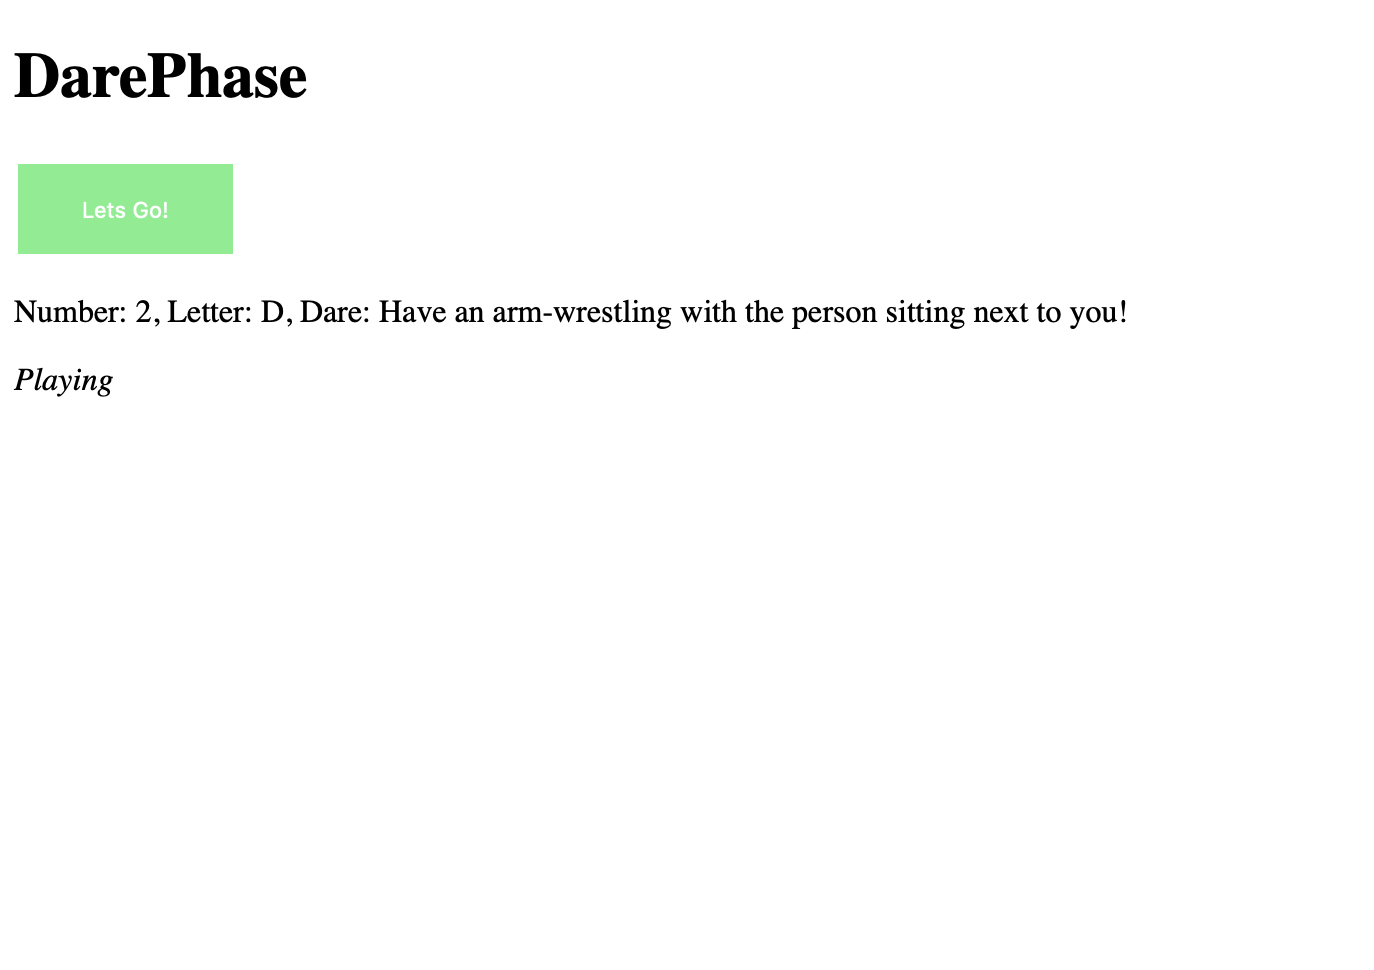 DarePhase
Lets Go!
Number: 2, Letter: D, Dare: Have an arm-wrestling with the person sitting next to you!
Playing